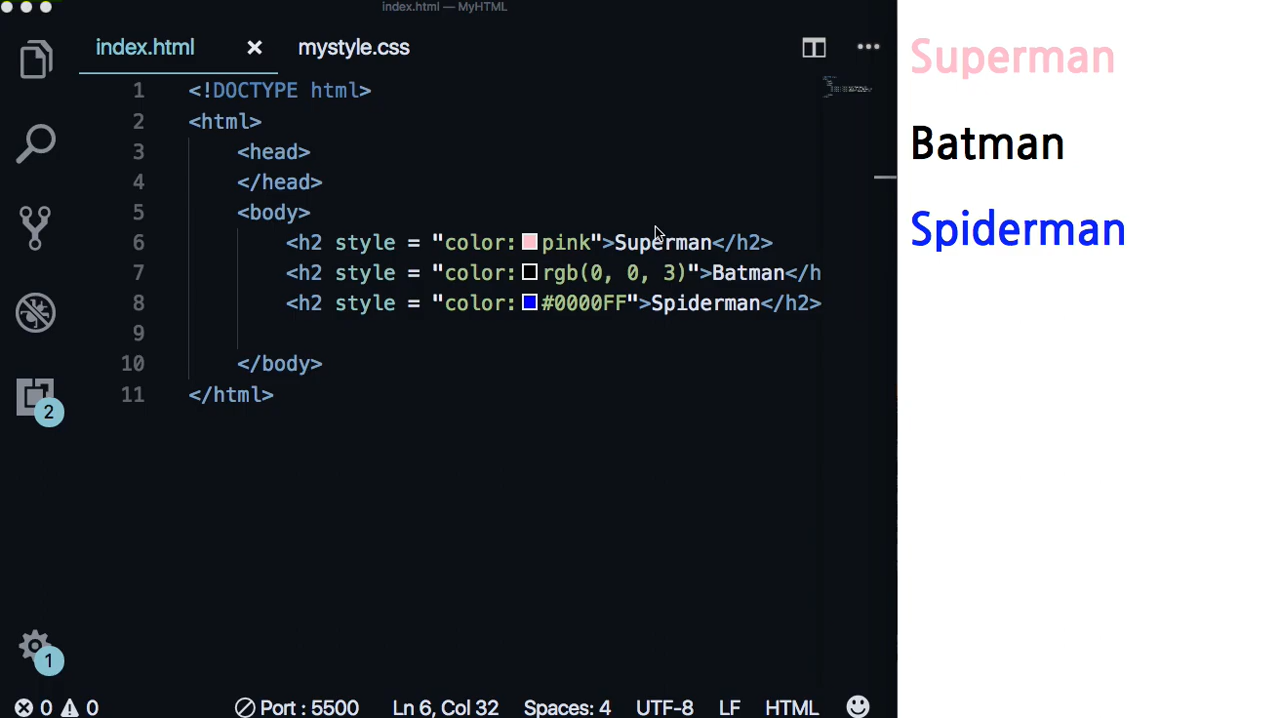 index.html — MyHTML
index.html mystyle.css
1 <!DOCTYPE html>
2 <html>
3 <head>
4 </head>
5 <body>
6 <h2 style = "color:pink">Superman</h2>
7 <h2 style = "color:rgb(0, 0, 3)">Batman</h
8 <h2 style = "color:#0000FF">Spiderman</h2>
9
10 </body>
11 </html>
2
1
0 0 Port : 5500 Ln 6, Col 32 Spaces: 4 UTF-8 LF HTML
Superman
Batman
Spiderman